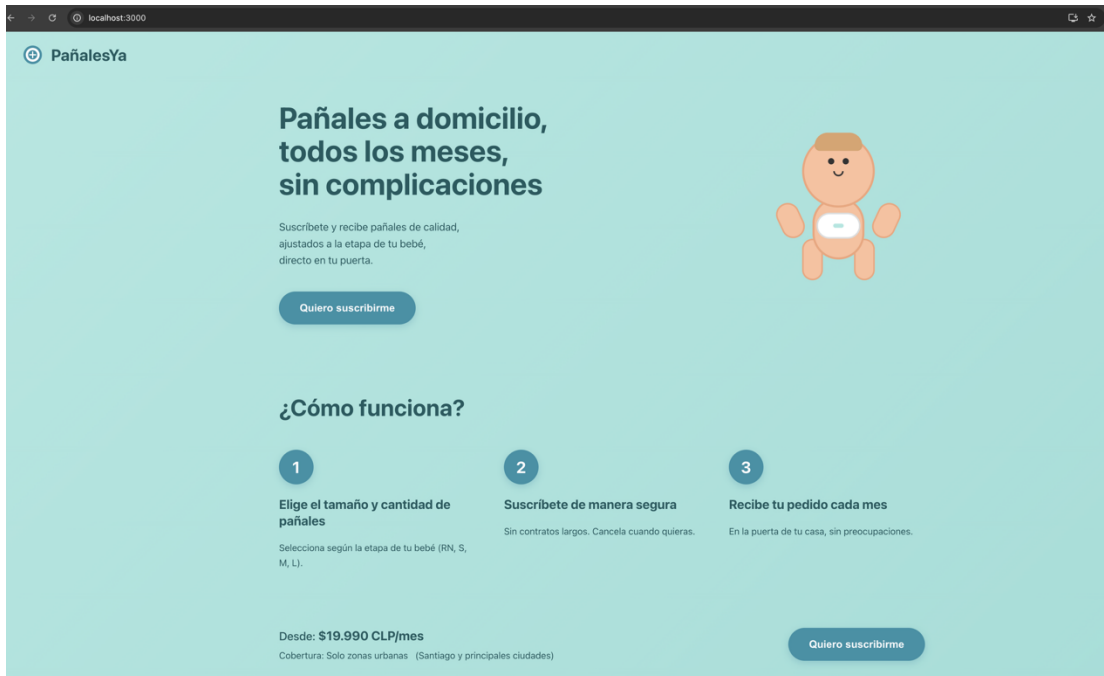 localhost:3000
PañalesYa
Pañales a domicilio,
todos los meses,
sin complicaciones
Suscríbete y recibe pañales de calidad,
ajustados a la etapa de tu bebé,
directo en tu puerta.
Quiero suscribirme
¿Cómo funciona?
1
Elige el tamaño y cantidad de
pañales
Selecciona según la etapa de tu bebé (RN, S,
M, L).
2
Suscríbete de manera segura
Sin contratos largos. Cancela cuando quieras.
3
Recibe tu pedido cada mes
En la puerta de tu casa, sin preocupaciones.
Desde: $19.990 CLP/mes
Cobertura: Solo zonas urbanas (Santiago y principales ciudades)
Quiero suscribirme